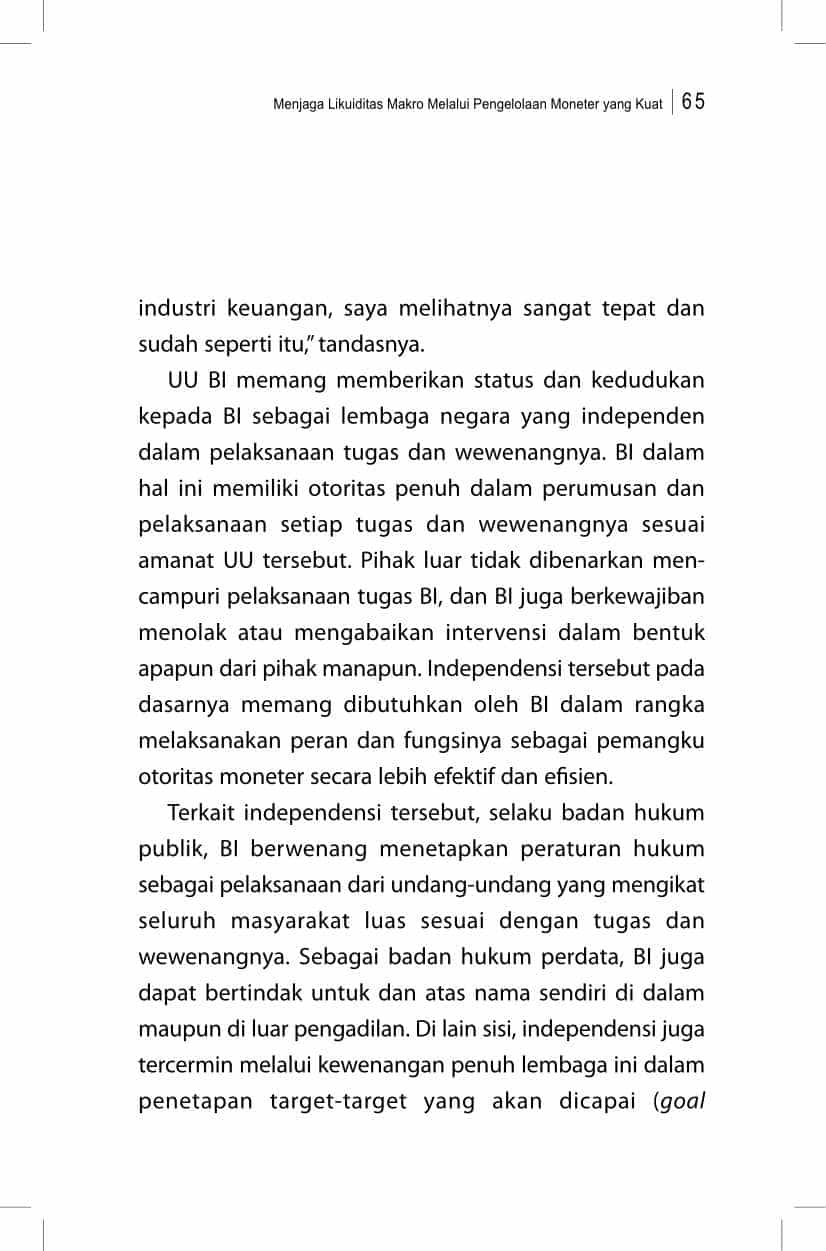 Menjaga Likuiditas Makro Melalui Pengelolaan Moneter yang Kuat 65
industri keuangan, saya melihatnya sangat tepat dan
sudah seperti itu,” tandasnya.
UU BI memang memberikan status dan kedudukan
kepada BI sebagai lembaga negara yang independen
dalam pelaksanaan tugas dan wewenangnya. BI dalam
hal ini memiliki otoritas penuh dalam perumusan dan
pelaksanaan setiap tugas dan wewenangnya sesuai
amanat UU tersebut. Pihak luar tidak dibenarkan men-
campuri pelaksanaan tugas BI, dan BI juga berkewajiban
menolak atau mengabaikan intervensi dalam bentuk
apapun dari pihak manapun. Independensi tersebut pada
dasarnya memang dibutuhkan oleh BI dalam rangka
melaksanakan peran dan fungsinya sebagai pemangku
otoritas moneter secara lebih efektif dan efisien.
Terkait independensi tersebut, selaku badan hukum
publik, BI berwenang menetapkan peraturan hukum
sebagai pelaksanaan dari undang-undang yang mengikat
seluruh masyarakat luas sesuai dengan tugas dan
wewenangnya. Sebagai badan hukum perdata, BI juga
dapat bertindak untuk dan atas nama sendiri di dalam
maupun di luar pengadilan. Di lain sisi, independensi juga
tercermin melalui kewenangan penuh lembaga ini dalam
penetapan target-target yang akan dicapai (goal